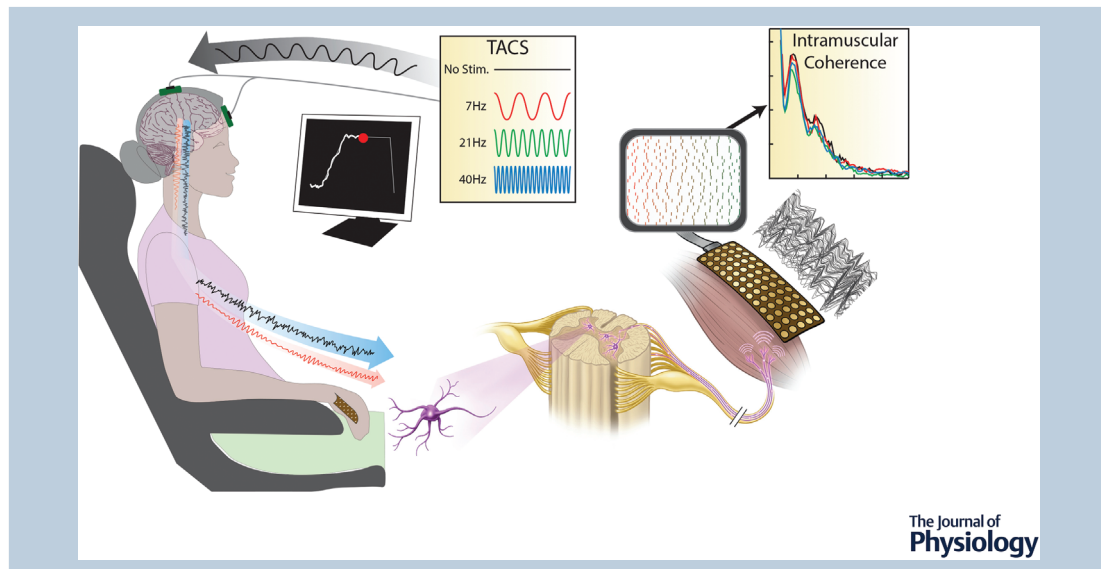 TACS
No Stim.
7Hz
21Hz
40Hz
Intramuscular
Coherence
The Journal of
Physiology